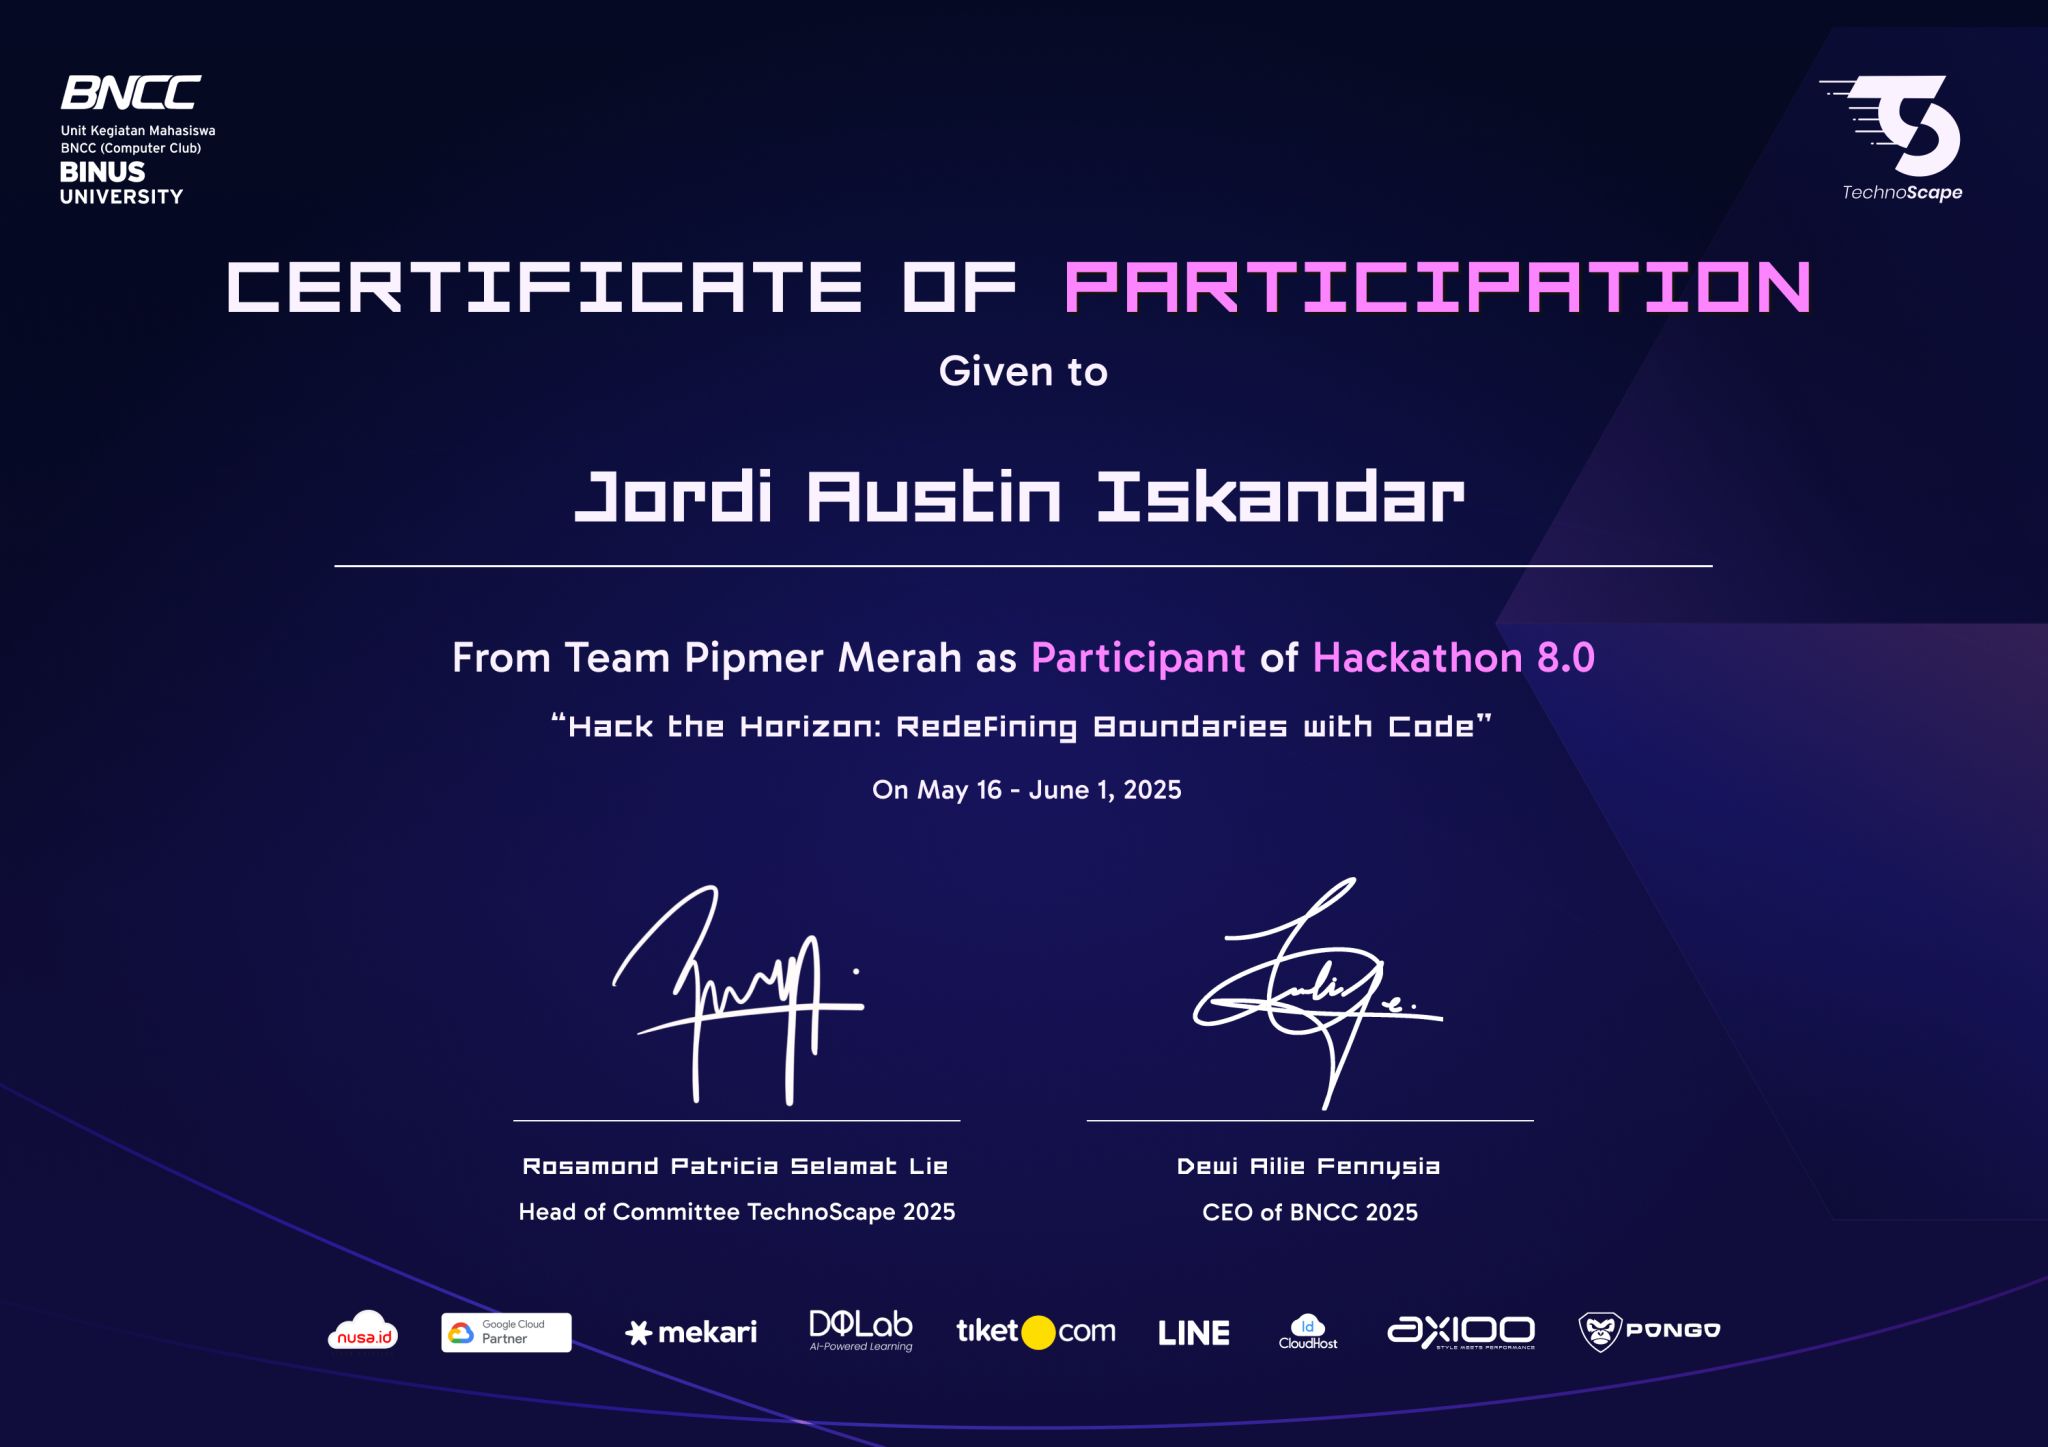 BNCC
Unit Kegiatan Mahasiswa
BNCC (Computer Club)
BINUS
UNIVERSITY
TechnoScape
CERTIFICATE OF PARTICIPATION
Given to
Jordi Austin Iskandar
From Team Pipmer Merah as Participant of Hackathon 8.0
“Hack the Horizon: Redefining Boundaries with Code”
On May 16 - June 1, 2025
Rosamond Patricia Selamat Lie
Head of Committee TechnoScape 2025
Dewi Ailie Fennysia
CEO of BNCC 2025
nusa.id
Google Cloud
Partner
mekari
DQLab
AI-Powered Learning
tiket com
LINE
Id
CloudHost
AXIOO
STYLE MEETS PERFORMANCE
PONGO